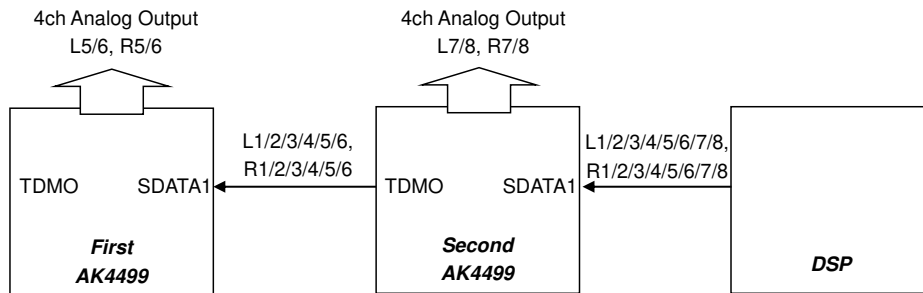 4ch Analog Output
L5/6, R5/6
4ch Analog Output
L7/8, R7/8
L1/2/3/4/5/6,
R1/2/3/4/5/6
L1/2/3/4/5/6/7/8,
R1/2/3/4/5/6/7/8
TDMO
SDATA1
TDMO
SDATA1
First
AK4499
Second
AK4499
DSP